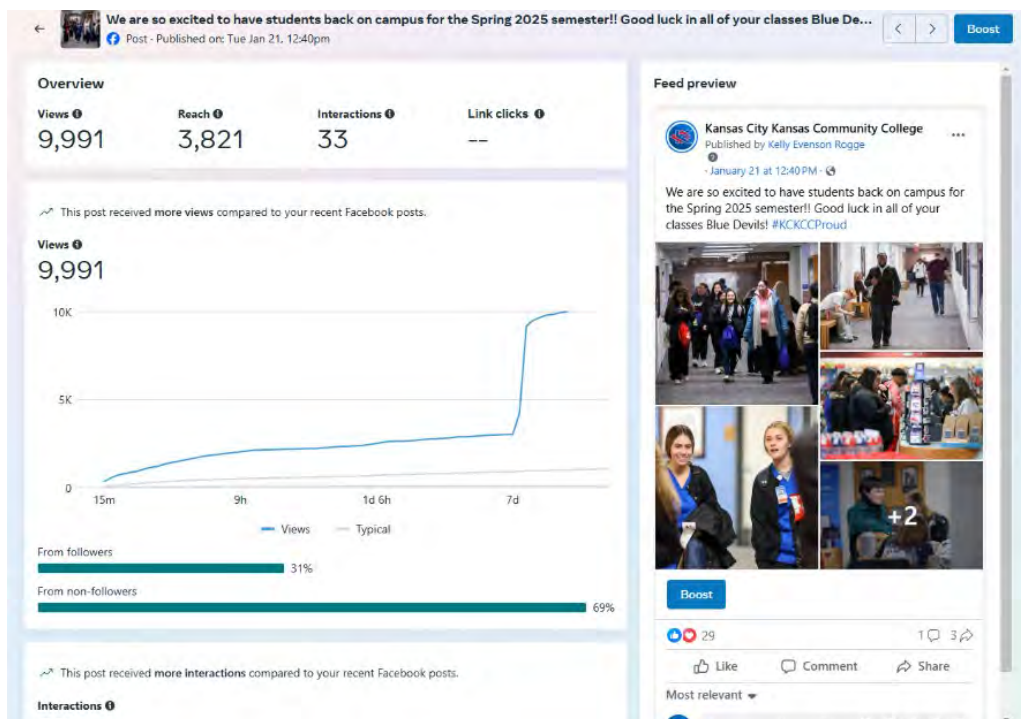 We are so excited to have students back on campus for the Spring 2025 semester!! Good luck in all of your classes Blue De...
Post · Published on: Tue Jan 21, 12:40pm
Boost
Overview
Views
9,991
Reach
3,821
Interactions
33
Link clicks
--
This post received more views compared to your recent Facebook posts.
Views
9,991
10K
5K
0
15m 9h 1d 6h 7d
Views Typical
From followers
31%
From non-followers
69%
This post received more interactions compared to your recent Facebook posts.
Interactions
Feed preview
Kansas City Kansas Community College
Published by Kelly Evenson Rogge
· January 21 at 12:40 PM ·
We are so excited to have students back on campus for
the Spring 2025 semester!! Good luck in all of your
classes Blue Devils! #KCKCCProud
+2
Boost
29
1 3
Like Comment Share
Most relevant